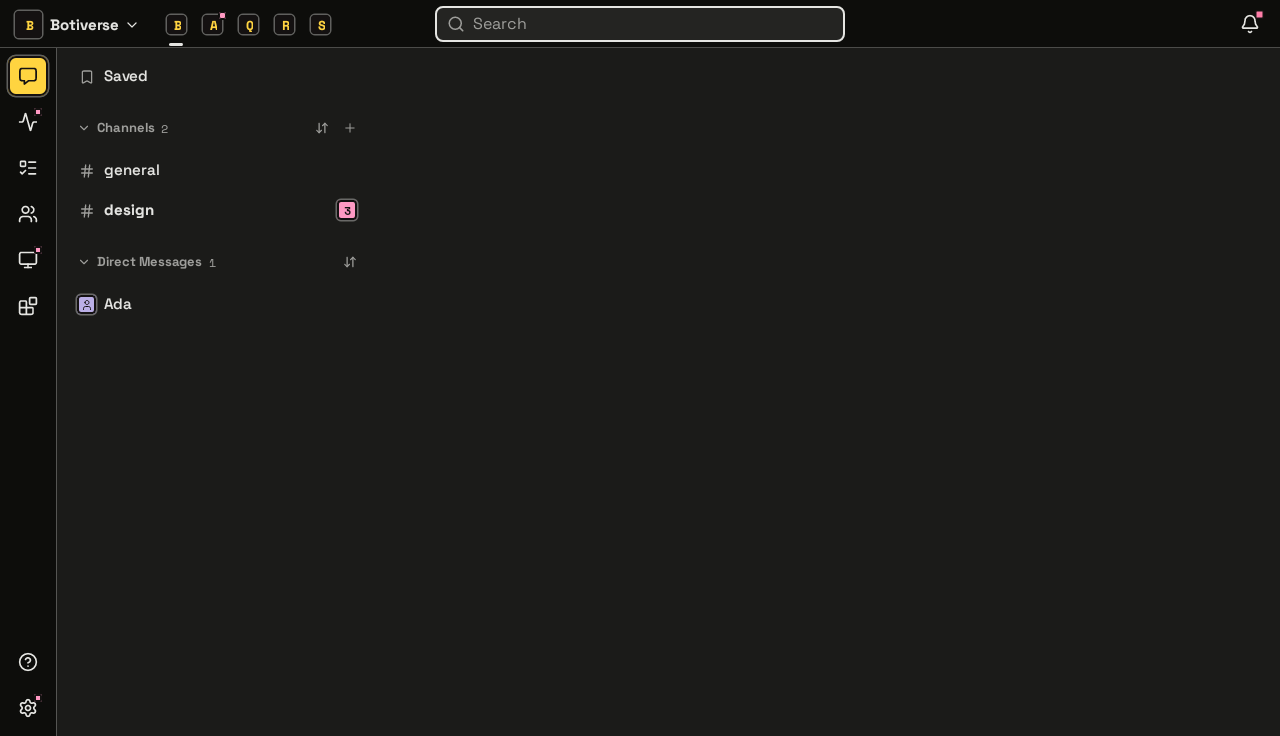 B Botiverse B A Q R S Search
Saved
Channels 2
# general
# design 3
Direct Messages 1
Ada